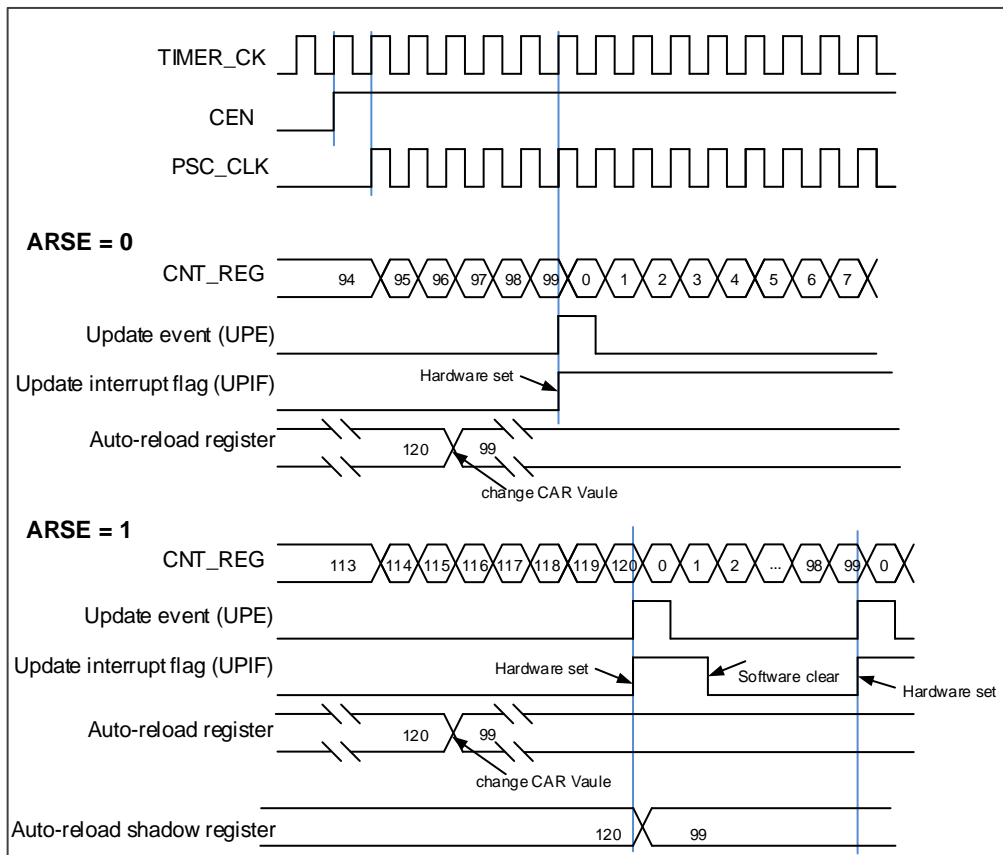 TIMER_CK
CEN
PSC_CLK
ARSE = 0
CNT_REG 94 95 96 97 98 99 0 1 2 3 4 5 6 7
Update event (UPE)
Update interrupt flag (UPIF) Hardware set
Auto-reload register 120 99
change CAR Vaule
ARSE = 1
CNT_REG 113 114 115 116 117 118 119 120 0 1 2 ... 98 99 0
Update event (UPE)
Update interrupt flag (UPIF) Hardware set Software clear Hardware set
Auto-reload register 120 99
change CAR Vaule
Auto-reload shadow register 120 99